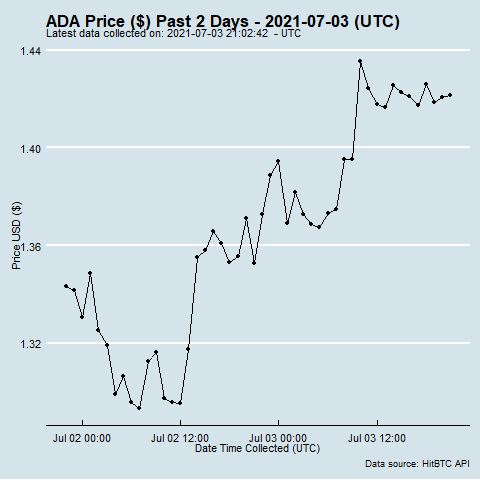 ADA Price ($) Past 2 Days - 2021-07-03 (UTC)
Latest data collected on: 2021-07-03 21:02:42 - UTC
1.44
1.40
1.36
1.32
Price USD ($)
Jul 02 00:00 Jul 02 12:00 Jul 03 00:00 Jul 03 12:00
Date Time Collected (UTC)
Data source: HitBTC API